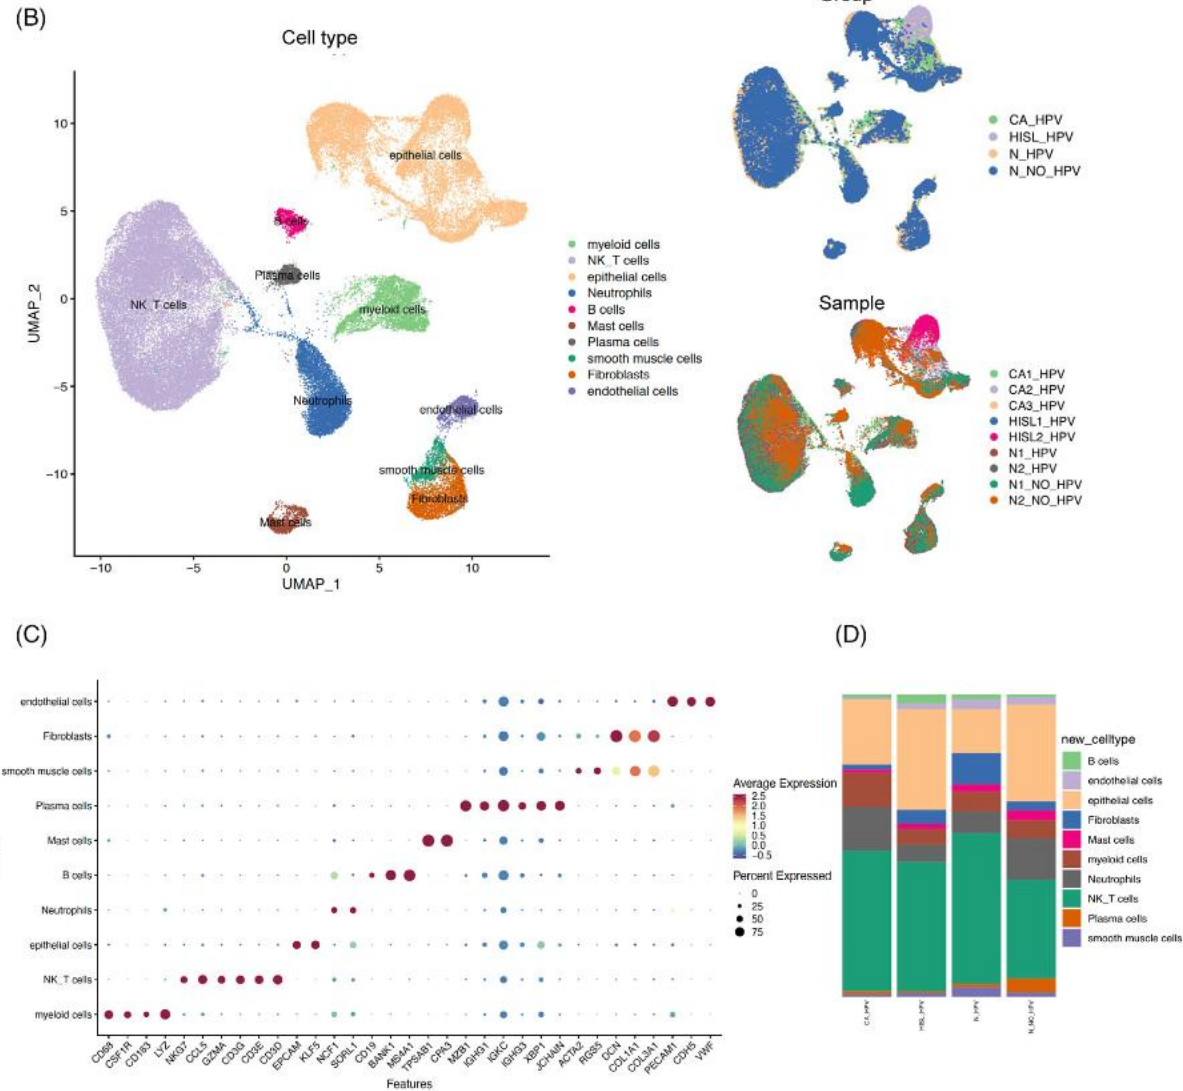 (B)
Cell type
10
5
0
−5
−10
UMAP_2
−10
−5
0
5
10
UMAP_1
epithelial cells
B cells
Plasma cells
NK_T cells
myeloid cells
Neutrophils
endothelial cells
smooth muscle cells
Fibroblasts
Mast cells
myeloid cells
NK_T cells
epithelial cells
Neutrophils
B cells
Mast cells
Plasma cells
smooth muscle cells
Fibroblasts
endothelial cells
Group
CA_HPV
HISL_HPV
N_HPV
N_NO_HPV
Sample
CA1_HPV
CA2_HPV
CA3_HPV
HISL1_HPV
HISL2_HPV
N1_HPV
N2_HPV
N1_NO_HPV
N2_NO_HPV
(C)
endothelial cells
Fibroblasts
smooth muscle cells
Plasma cells
Mast cells
B cells
Neutrophils
epithelial cells
NK_T cells
myeloid cells
CD68
CSF1R
CD163
LYZ
NKG7
CCL5
GZMA
CD3G
CD3E
CD3D
EPCAM
KLF5
NCF1
SORL1
CD19
BANK1
MS4A1
TPSAB1
CPA3
MZB1
IGHG1
IGKC
IGHG3
XBP1
JCHAIN
ACTA2
RGS5
DCN
COL1A1
COL3A1
PECAM1
CDH5
VWF
Features
Average Expression
2.5
2.0
1.5
1.0
0.5
0.0
−0.5
Percent Expressed
0
25
50
75
(D)
CA_HPV
HISL_HPV
N_HPV
N_NO_HPV
new_celltype
B cells
endothelial cells
epithelial cells
Fibroblasts
Mast cells
myeloid cells
Neutrophils
NK_T cells
Plasma cells
smooth muscle cells